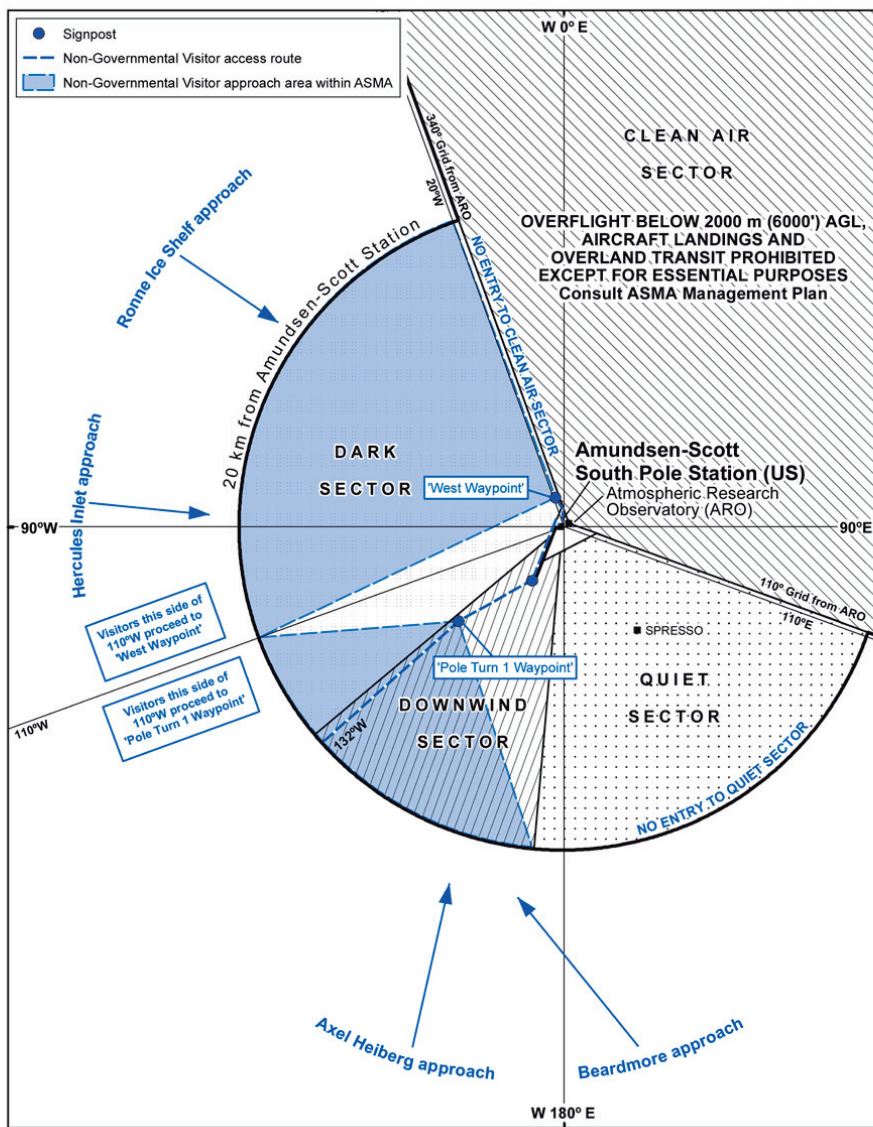 Signpost
Non-Governmental Visitor access route
Non-Governmental Visitor approach area within ASMA
W 0º E
CLEAN AIR
SECTOR
OVERFLIGHT BELOW 2000 m (6000') AGL,
AIRCRAFT LANDINGS AND
OVERLAND TRANSIT PROHIBITED
EXCEPT FOR ESSENTIAL PURPOSES
Consult ASMA Management Plan
340º Grid from ARO
20ºW
NO ENTRY TO CLEAN AIR SECTOR
Ronne Ice Shelf approach
20 km from Amundsen-Scott Station
DARK
SECTOR
Hercules Inlet approach
'West Waypoint'
Amundsen-Scott
South Pole Station (US)
Atmospheric Research
Observatory (ARO)
90ºW
90ºE
110º Grid from ARO
110ºE
Visitors this side of
110ºW proceed to
'West Waypoint'
Visitors this side of
110ºW proceed to
'Pole Turn 1 Waypoint'
110ºW
SPRESSO
'Pole Turn 1 Waypoint'
QUIET
SECTOR
DOWNWIND
SECTOR
132ºW
NO ENTRY TO QUIET SECTOR
Axel Heiberg approach
Beardmore approach
W 180º E